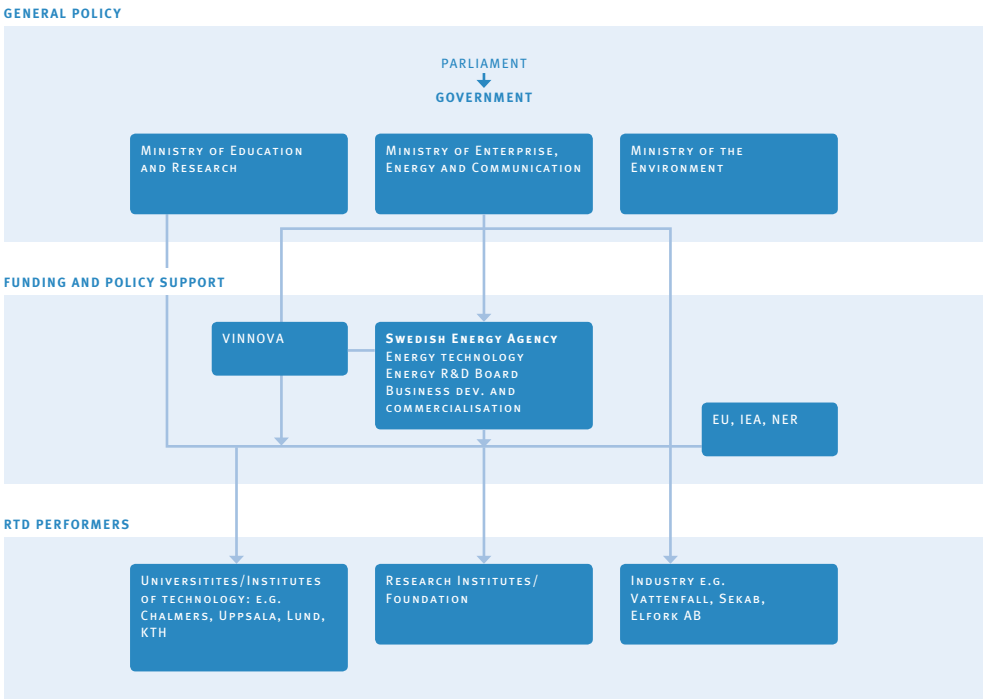 GENERAL POLICY
PARLIAMENT
GOVERNMENT
MINISTRY OF EDUCATION
AND RESEARCH
MINISTRY OF ENTERPRISE,
ENERGY AND COMMUNICATION
MINISTRY OF THE
ENVIRONMENT
FUNDING AND POLICY SUPPORT
VINNOVA
SWEDISH ENERGY AGENCY
ENERGY TECHNOLOGY
ENERGY R&D BOARD
BUSINESS DEV. AND
COMMERCIALISATION
EU, IEA, NER
RTD PERFORMERS
UNIVERSITITES/INSTITUTES
OF TECHNOLOGY: E.G.
CHALMERS, UPPSALA, LUND,
KTH
RESEARCH INSTITUTES/
FOUNDATION
INDUSTRY E.G.
VATTENFALL, SEKAB,
ELFORK AB